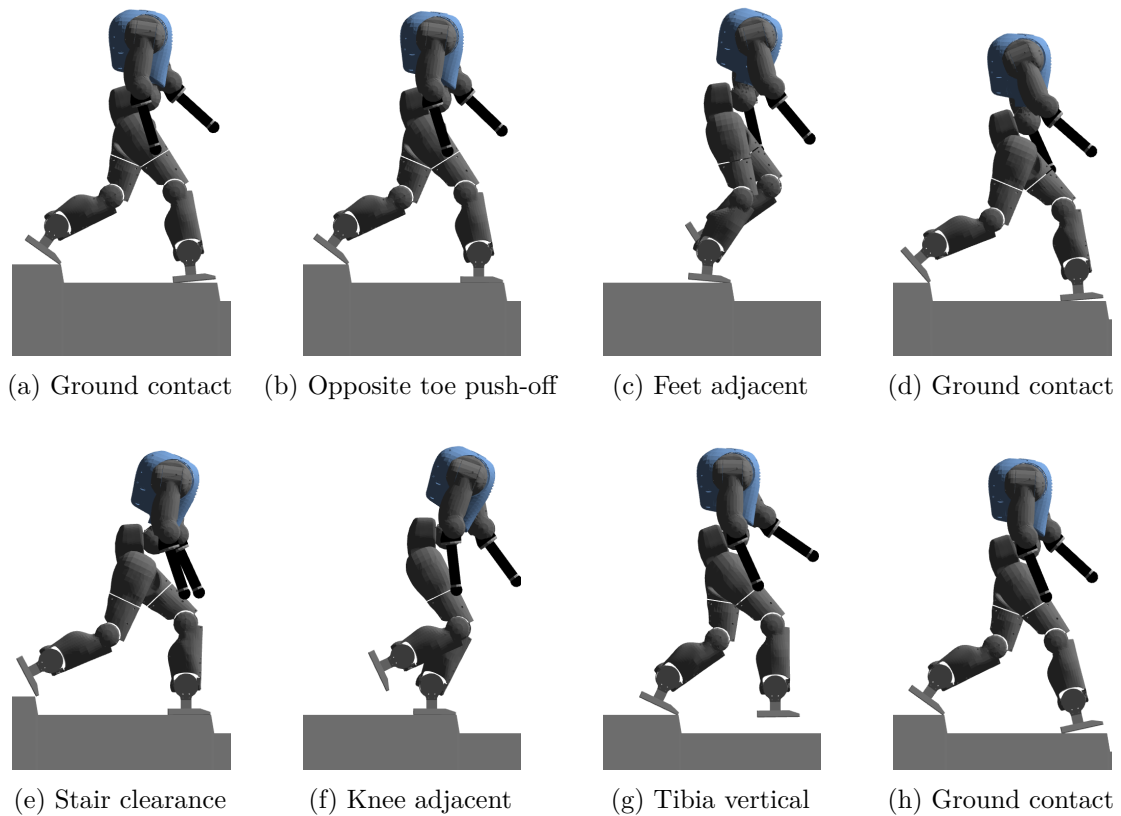 (a) Ground contact
(b) Opposite toe push-off
(c) Feet adjacent
(d) Ground contact
(e) Stair clearance
(f) Knee adjacent
(g) Tibia vertical
(h) Ground contact